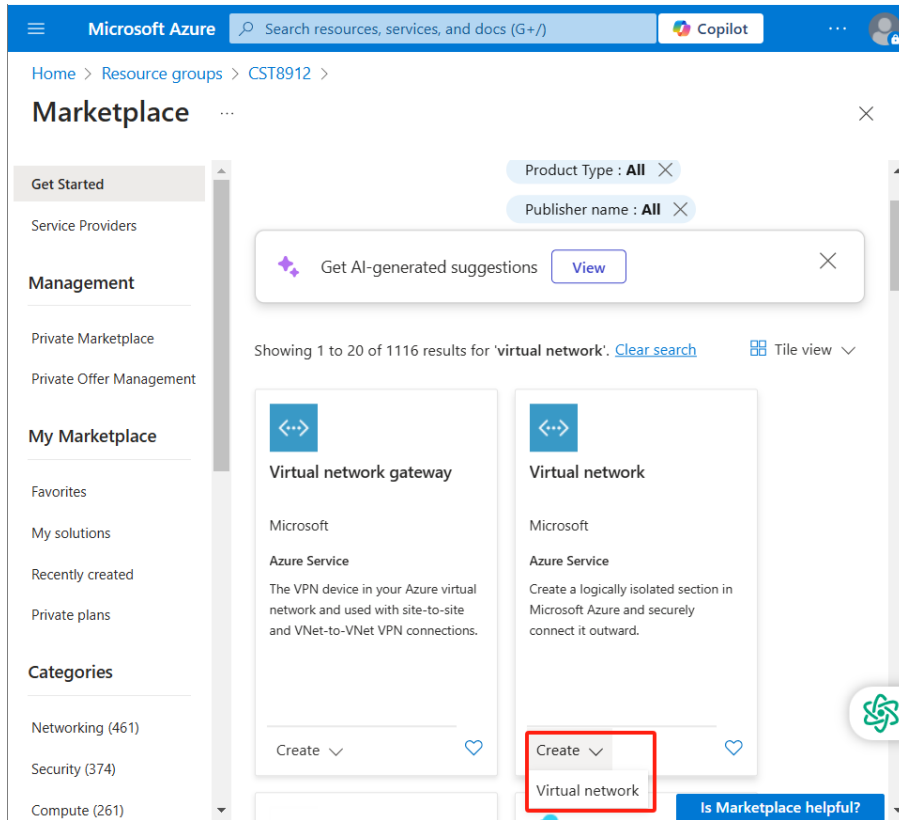 Microsoft Azure
Search resources, services, and docs (G+/)
Copilot
...
Home > Resource groups > CST8912 >
Marketplace ...
Get Started
Service Providers
Management
Private Marketplace
Private Offer Management
My Marketplace
Favorites
My solutions
Recently created
Private plans
Categories
Networking (461)
Security (374)
Compute (261)
Product Type : All
Publisher name : All
Get AI-generated suggestions
View
Showing 1 to 20 of 1116 results for 'virtual network'. Clear search
Tile view
Virtual network gateway
Microsoft
Azure Service
The VPN device in your Azure virtual
network and used with site-to-site
and VNet-to-VNet VPN connections.
Create
Virtual network
Microsoft
Azure Service
Create a logically isolated section in
Microsoft Azure and securely
connect it outward.
Create
Virtual network
Is Marketplace helpful?